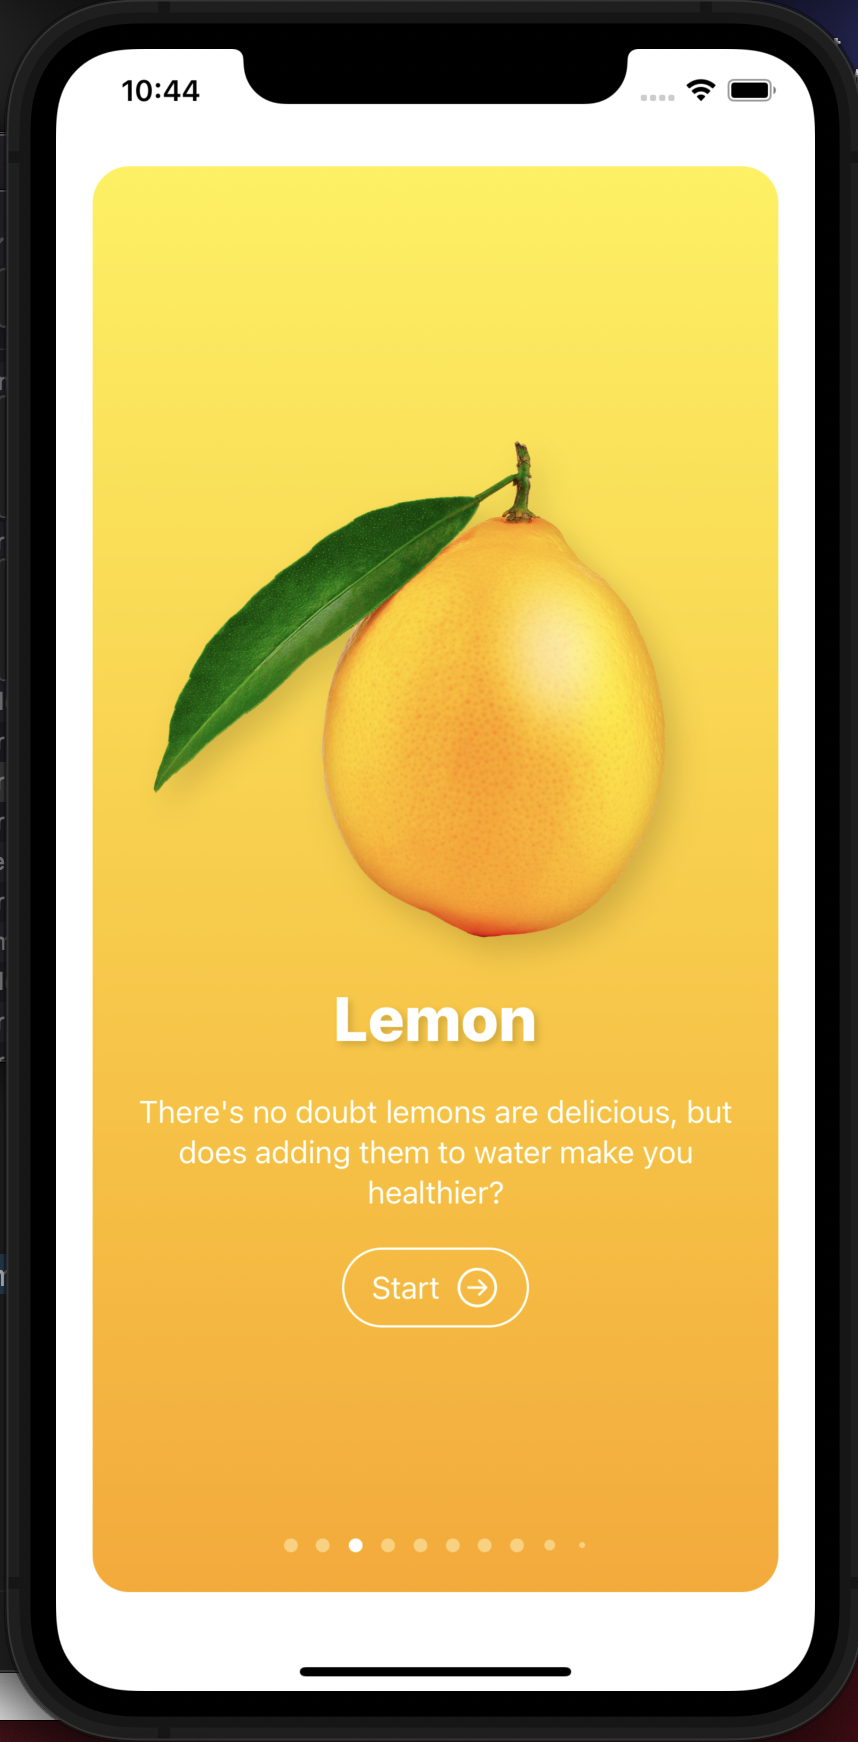 10:44
Lemon
There's no doubt lemons are delicious, but
does adding them to water make you
healthier?
Start